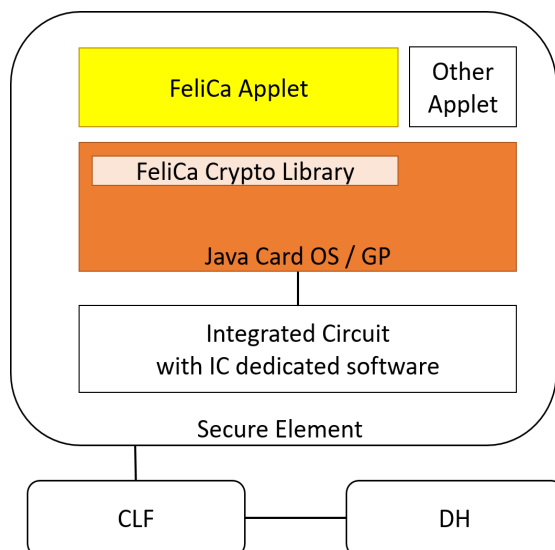 FeliCa Applet
Other
Applet
FeliCa Crypto Library
Java Card OS / GP
Integrated Circuit
with IC dedicated software
Secure Element
CLF
DH